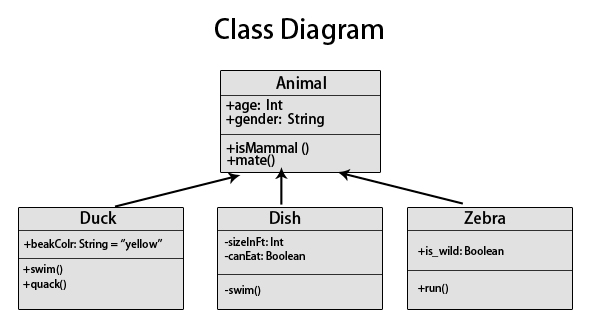 Class Diagram
Animal
+age: Int
+gender: String
+isMammal ()
+mate()
Duck
+beakColr: String = “yellow”
+swim()
+quack()
Dish
-sizeInFt: Int
-canEat: Boolean
-swim()
Zebra
+is_wild: Boolean
+run()